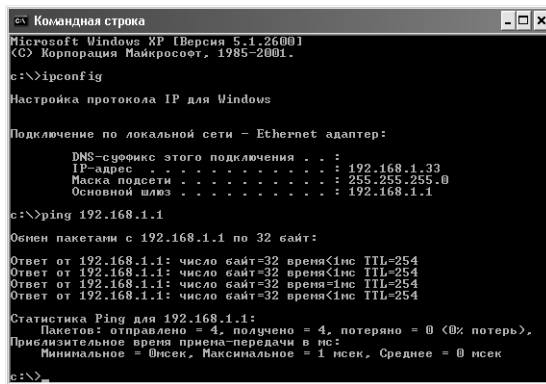 Командная строка
Microsoft Windows XP [Версия 5.1.2600]
(C) Корпорация Майкрософт, 1985-2001.
c:\>ipconfig
Настройка протокола IP для Windows
Подключение по локальной сети - Ethernet адаптер:
DNS-суффикс этого подключения . . :
IP-адрес . . . . . . . . . . . . : 192.168.1.33
Маска подсети . . . . . . . . . . : 255.255.255.0
Основной шлюз . . . . . . . . . . : 192.168.1.1
c:\>ping 192.168.1.1
Обмен пакетами с 192.168.1.1 по 32 байт:
Ответ от 192.168.1.1: число байт=32 время<1мс TTL=254
Ответ от 192.168.1.1: число байт=32 время<1мс TTL=254
Ответ от 192.168.1.1: число байт=32 время=1мс TTL=254
Ответ от 192.168.1.1: число байт=32 время<1мс TTL=254
Статистика Ping для 192.168.1.1:
Пакетов: отправлено = 4, получено = 4, потеряно = 0 (0% потерь),
Приблизительное время приема-передачи в мс:
Минимальное = 0мсек, Максимальное = 1 мсек, Среднее = 0 мсек
c:\>_